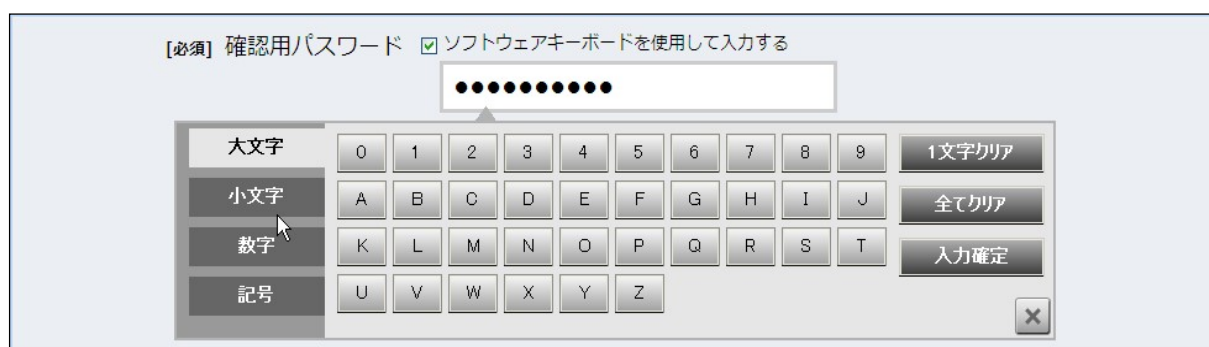 [必須] 確認用パスワード ソフトウェアキーボードを使用して入力する
●●●●●●●●●●
大文字 0 1 2 3 4 5 6 7 8 9 1文字クリア
小文字 A B C D E F G H I J 全てクリア
数字 K L M N O P Q R S T 入力確定
記号 U V W X Y Z